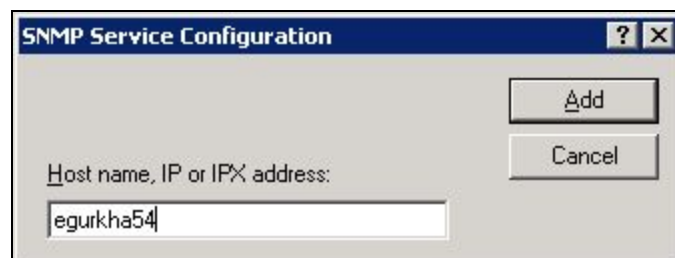 SNMP Service Configuration
Add
Cancel
Host name, IP or IPX address:
egurkha54